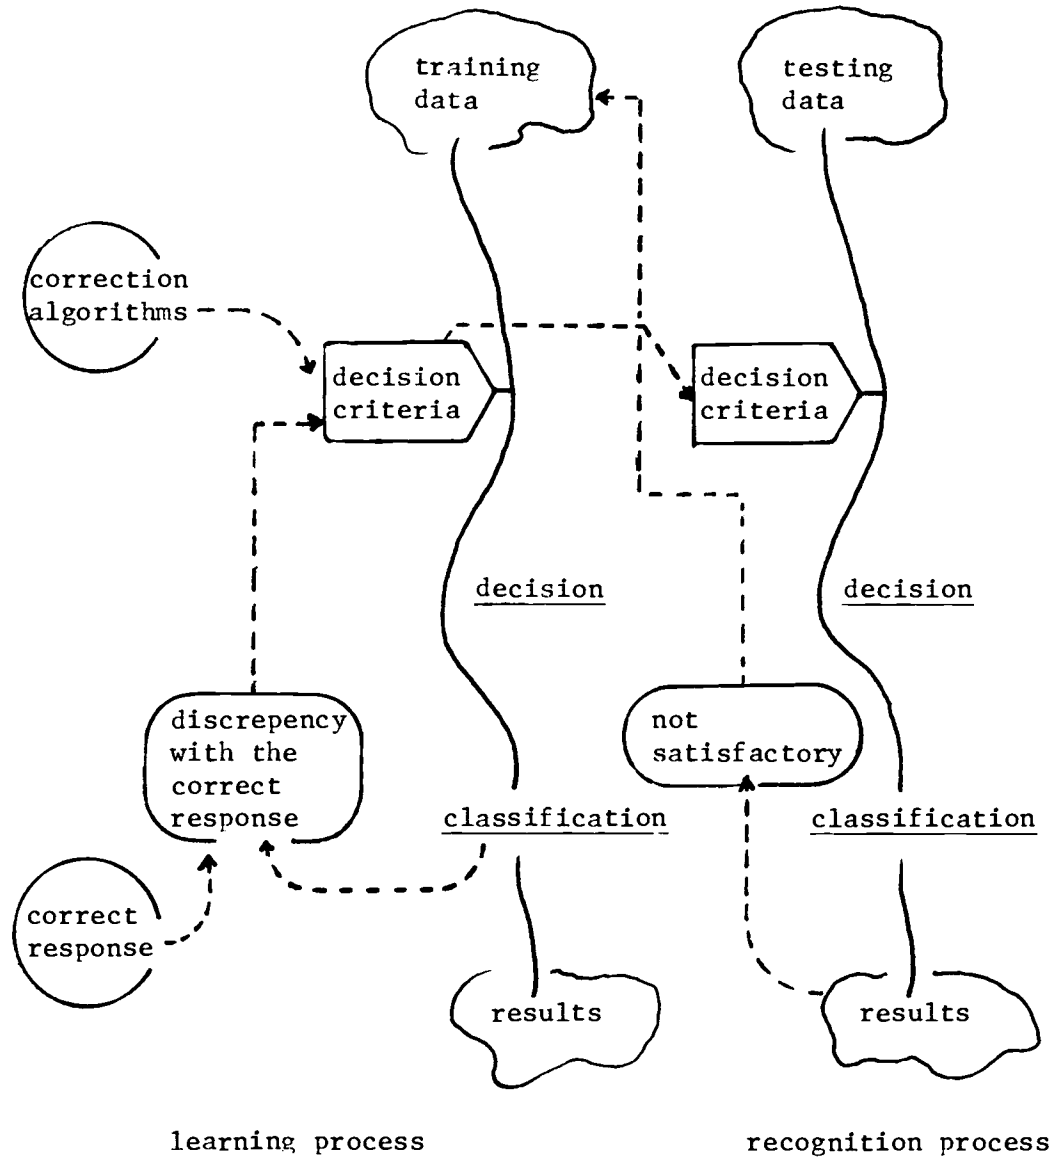 training
data
testing
data
correction
algorithms
decision
criteria
decision
criteria
decision
decision
discrepency
with the
correct
response
not
satisfactory
classification
classification
correct
response
results
results
learning process
recognition process